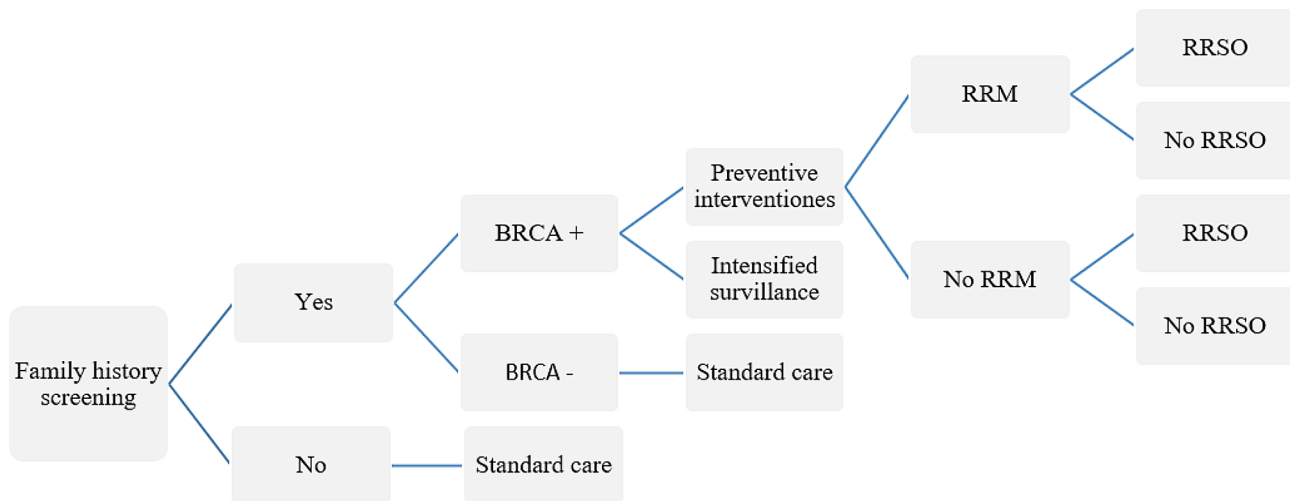 Family history
screening
Yes
No
BRCA +
BRCA -
Standard care
Preventive
interventiones
Intensified
survillance
Standard care
RRM
No RRM
RRSO
No RRSO
RRSO
No RRSO